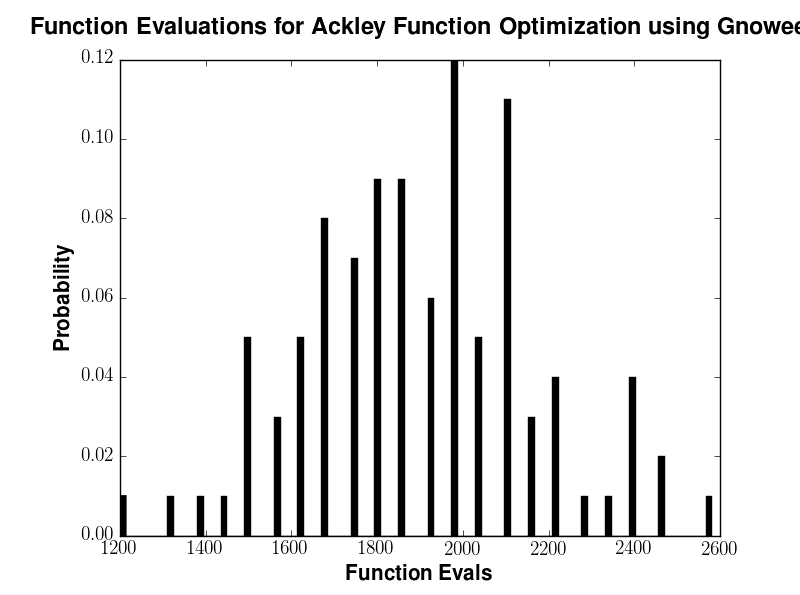 Function Evaluations for Ackley Function Optimization using Gnowee
0.12
0.10
0.08
0.06
0.04
0.02
0.00
Probability
1200 1400 1600 1800 2000 2200 2400 2600
Function Evals